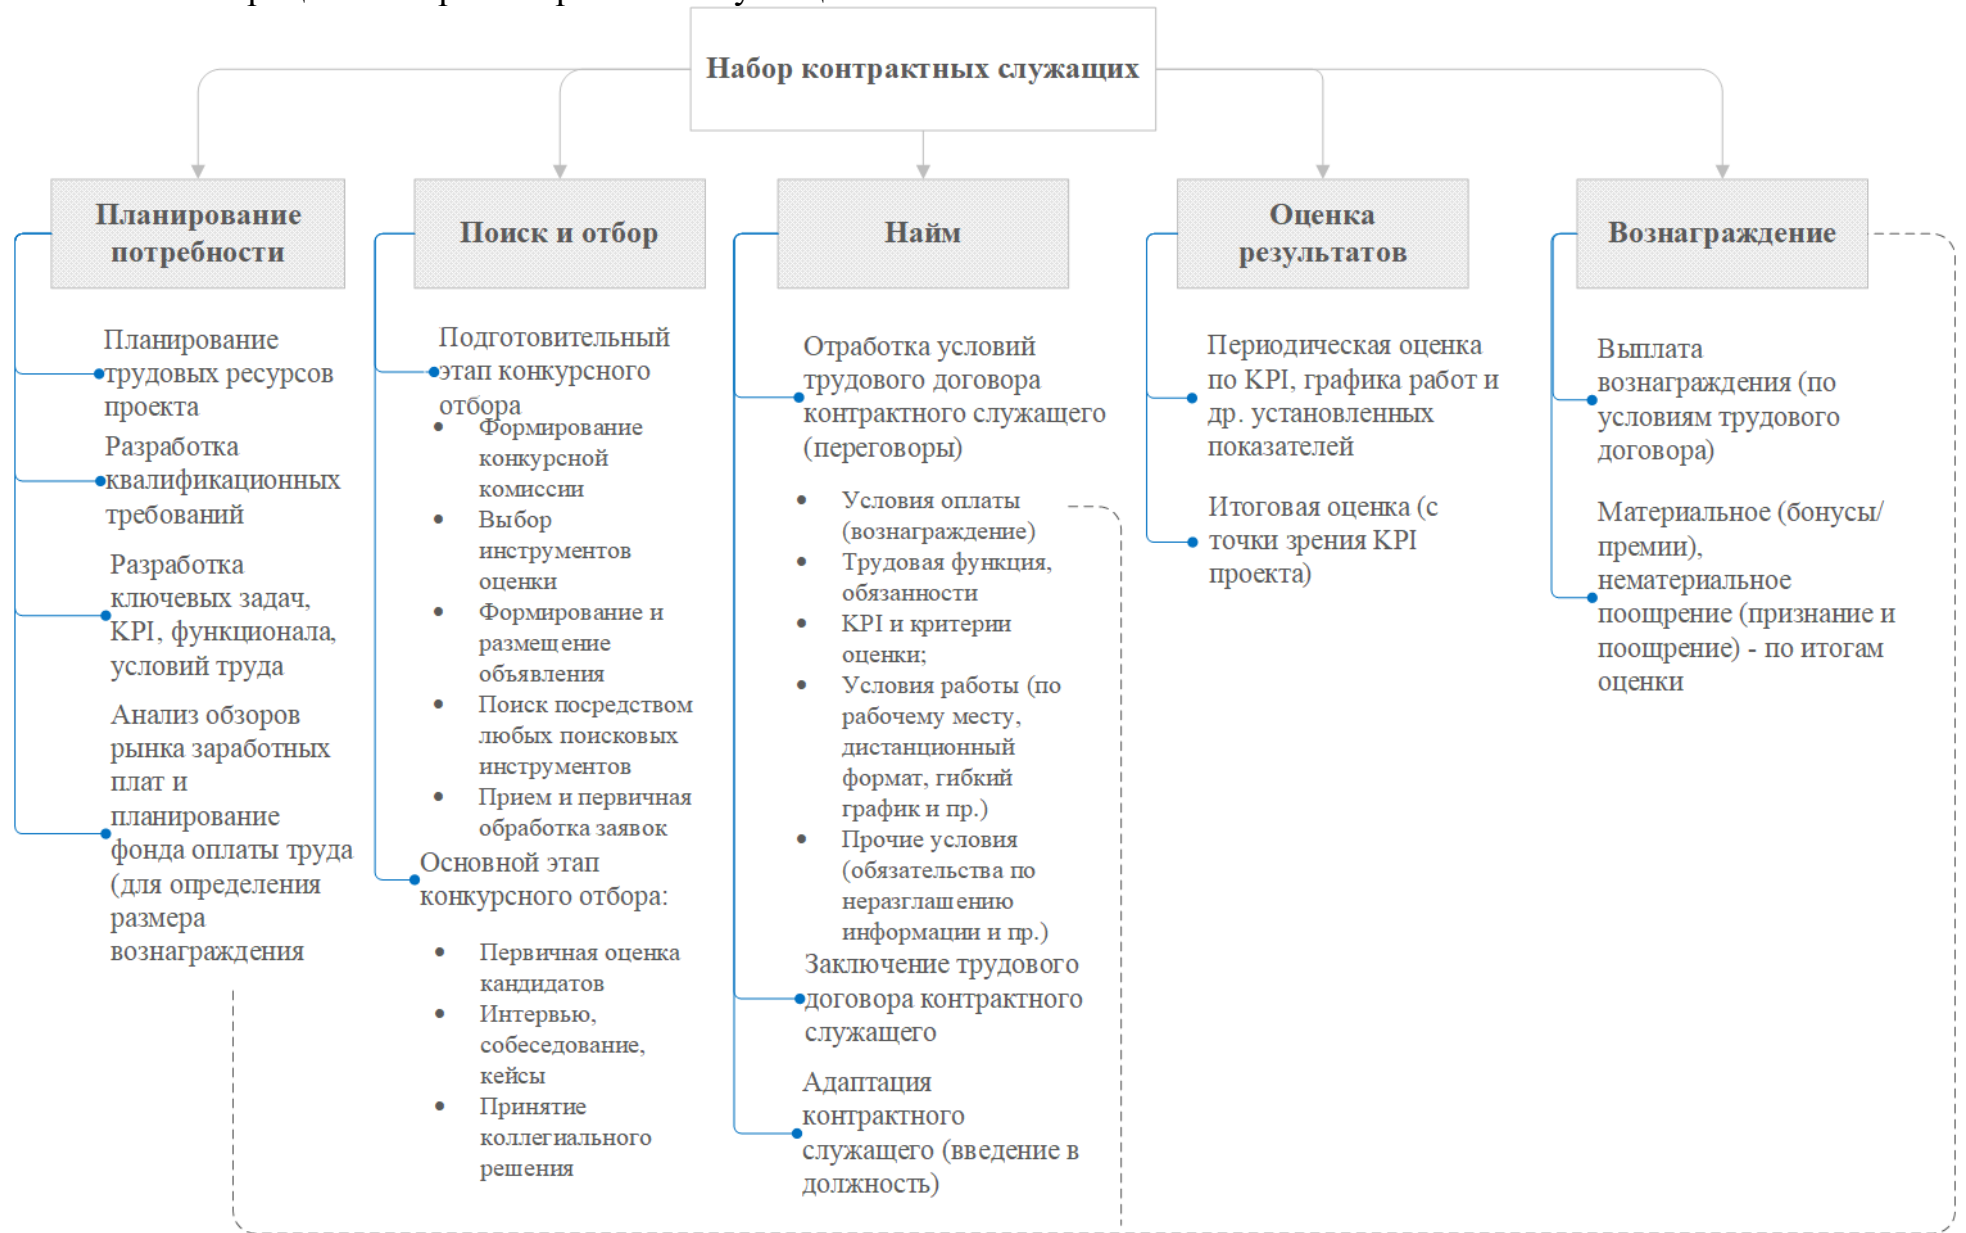 Набор контрактных служащих
Планирование
потребности
Планирование
трудовых ресурсов
проекта
Разработка
квалификационных
требований
Разработка
ключевых задач,
KPI, функционала,
условий труда
Анализ обзоров
рынка заработных
плат и
планирование
фонда оплаты труда
(для определения
размера
вознаграждения
Поиск и отбор
Подготовительный
этап конкурсного
отбора
• Формирование
конкурсной
комиссии
• Выбор
инструментов
оценки
• Формирование и
размещение
объявления
• Поиск посредством
любых поисковых
инструментов
• Прием и первичная
обработка заявок
Основной этап
конкурсного отбора:
• Первичная оценка
кандидатов
• Интервью,
собеседование,
кейсы
• Принятие
коллегиального
решения
Найм
Отработка условий
трудового договора
контрактного служащего
(переговоры)
• Условия оплаты
(вознаграждение)
• Трудовая функция,
обязанности
• KPI и критерии
оценки;
• Условия работы (по
рабочему месту,
дистанционный
формат, гибкий
график и пр.)
• Прочие условия
(обязательства по
неразглашению
информации и пр.)
Заключение трудового
договора контрактного
служащего
Адаптация
контрактного
служащего (введение в
должность)
Оценка
результатов
Периодическая оценка
по KPI, графика работ и
др. установленных
показателей
Итоговая оценка (с
точки зрения KPI
проекта)
Вознаграждение
Выплата
вознаграждения (по
условиям трудового
договора)
Материальное (бонусы/
премии),
нематериальное
поощрение (признание и
поощрение) - по итогам
оценки